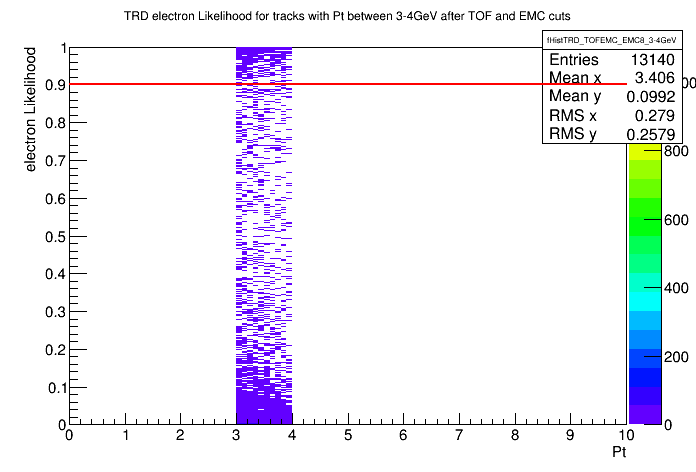 TRD electron Likelihood for tracks with Pt between 3-4GeV after TOF and EMC cuts
fHistTRD_TOFEMC_EMC8_3-4GeV
Entries 13140
Mean x 3.406
Mean y 0.0992
RMS x 0.279
RMS y 0.2579
electron Likelihood
1
0.9
0.8
0.7
0.6
0.5
0.4
0.3
0.2
0.1
0
0 1 2 3 4 5 6 7 8 9 10
Pt
800
600
400
200
0